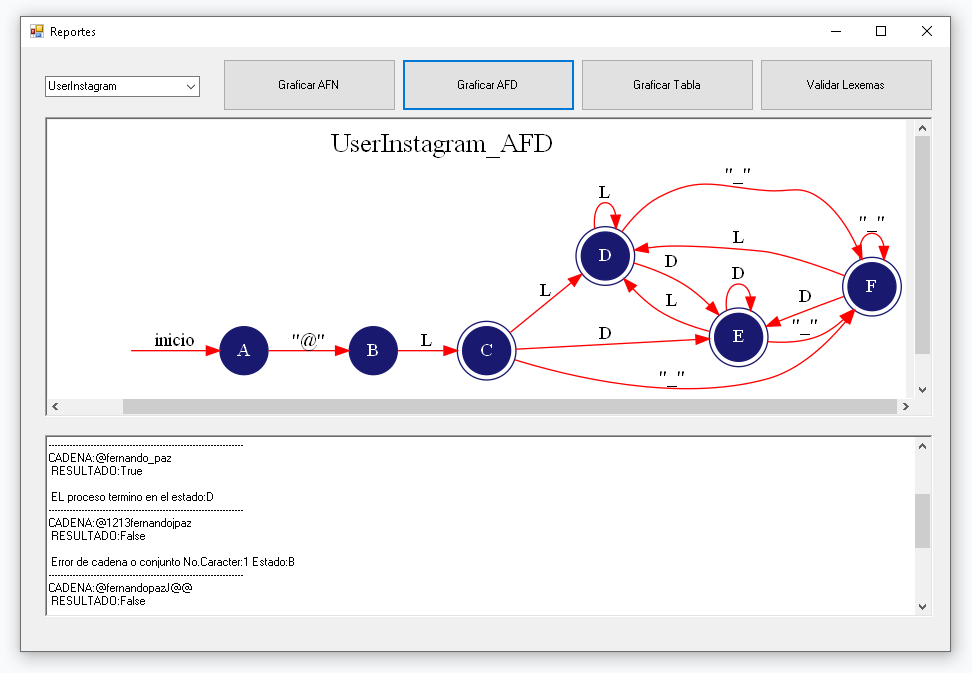 Reportes
UserInstagram
Graficar AFN
Graficar AFD
Graficar Tabla
Validar Lexemas
UserInstagram_AFD
"_"
L
"_"
L
D
D
F
L
D
L
D
"_"
E
D
inicio
A
"@"
B
L
C
"_"
------------------------------------------------------------
CADENA:@fernando_paz
RESULTADO:True
EL proceso termino en el estado:D
------------------------------------------------------------
CADENA:@1213fernandojpaz
RESULTADO:False
Error de cadena o conjunto No.Caracter:1 Estado:B
------------------------------------------------------------
CADENA:@fernandopazJ@@
RESULTADO:False